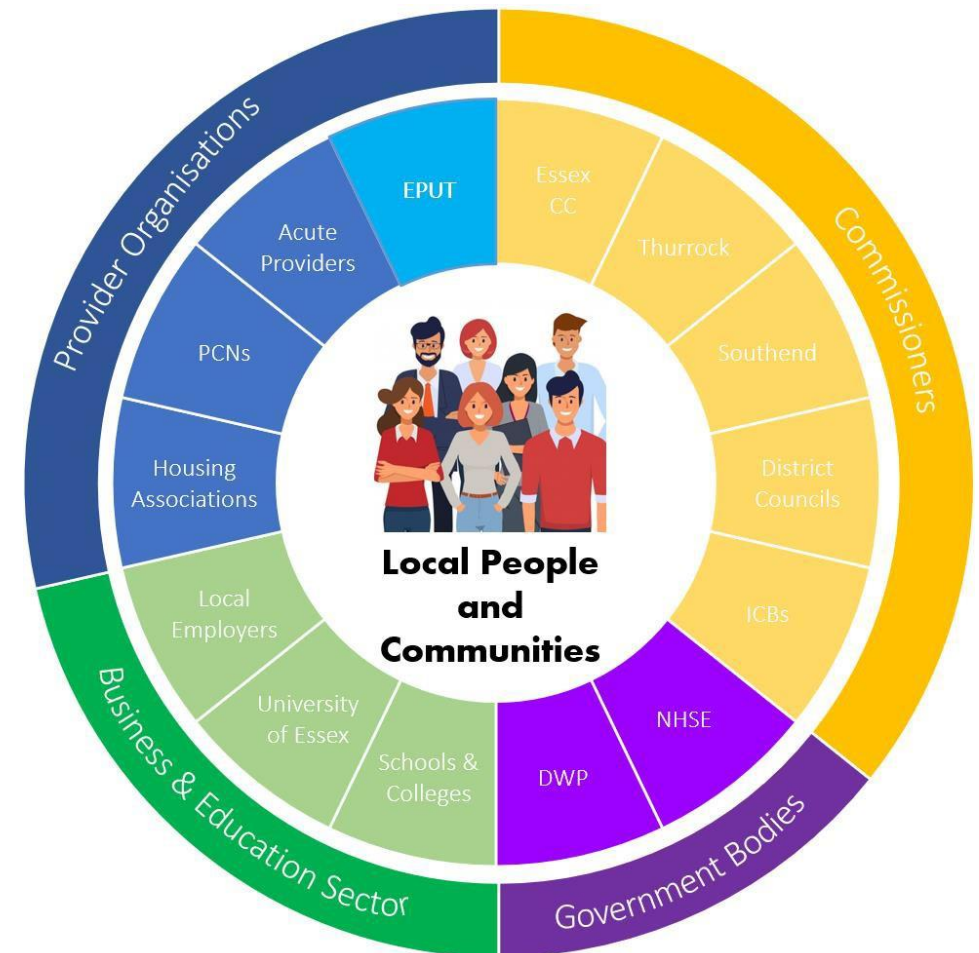 Provider Organisations
Commissioners
Government Bodies
Business & Education Sector
EPUT
Essex
CC
Thurrock
Southend
District
Councils
ICBs
NHSE
DWP
Schools &
Colleges
University
of Essex
Local
Employers
Housing
Associations
PCNs
Acute
Providers
Local People
and
Communities